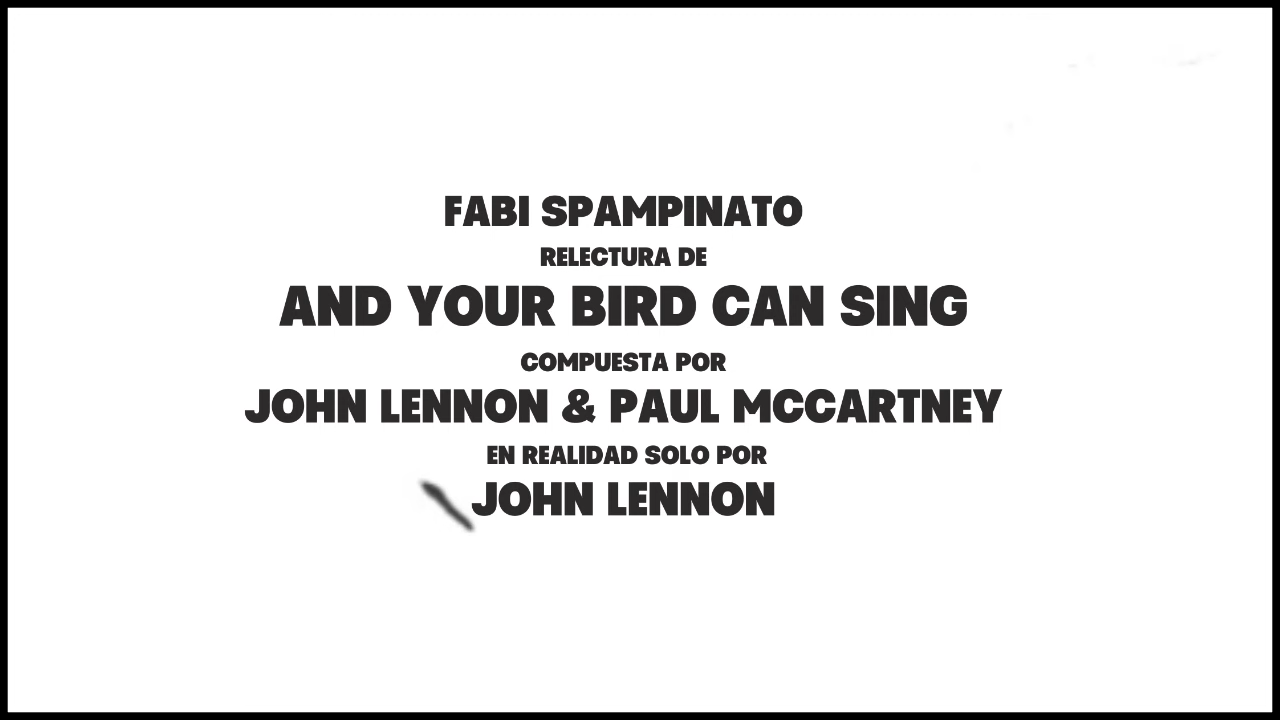 FABI SPAMPINATO
RELECTURA DE
AND YOUR BIRD CAN SING
COMPUESTA POR
JOHN LENNON & PAUL MCCARTNEY
EN REALIDAD SOLO POR
JOHN LENNON